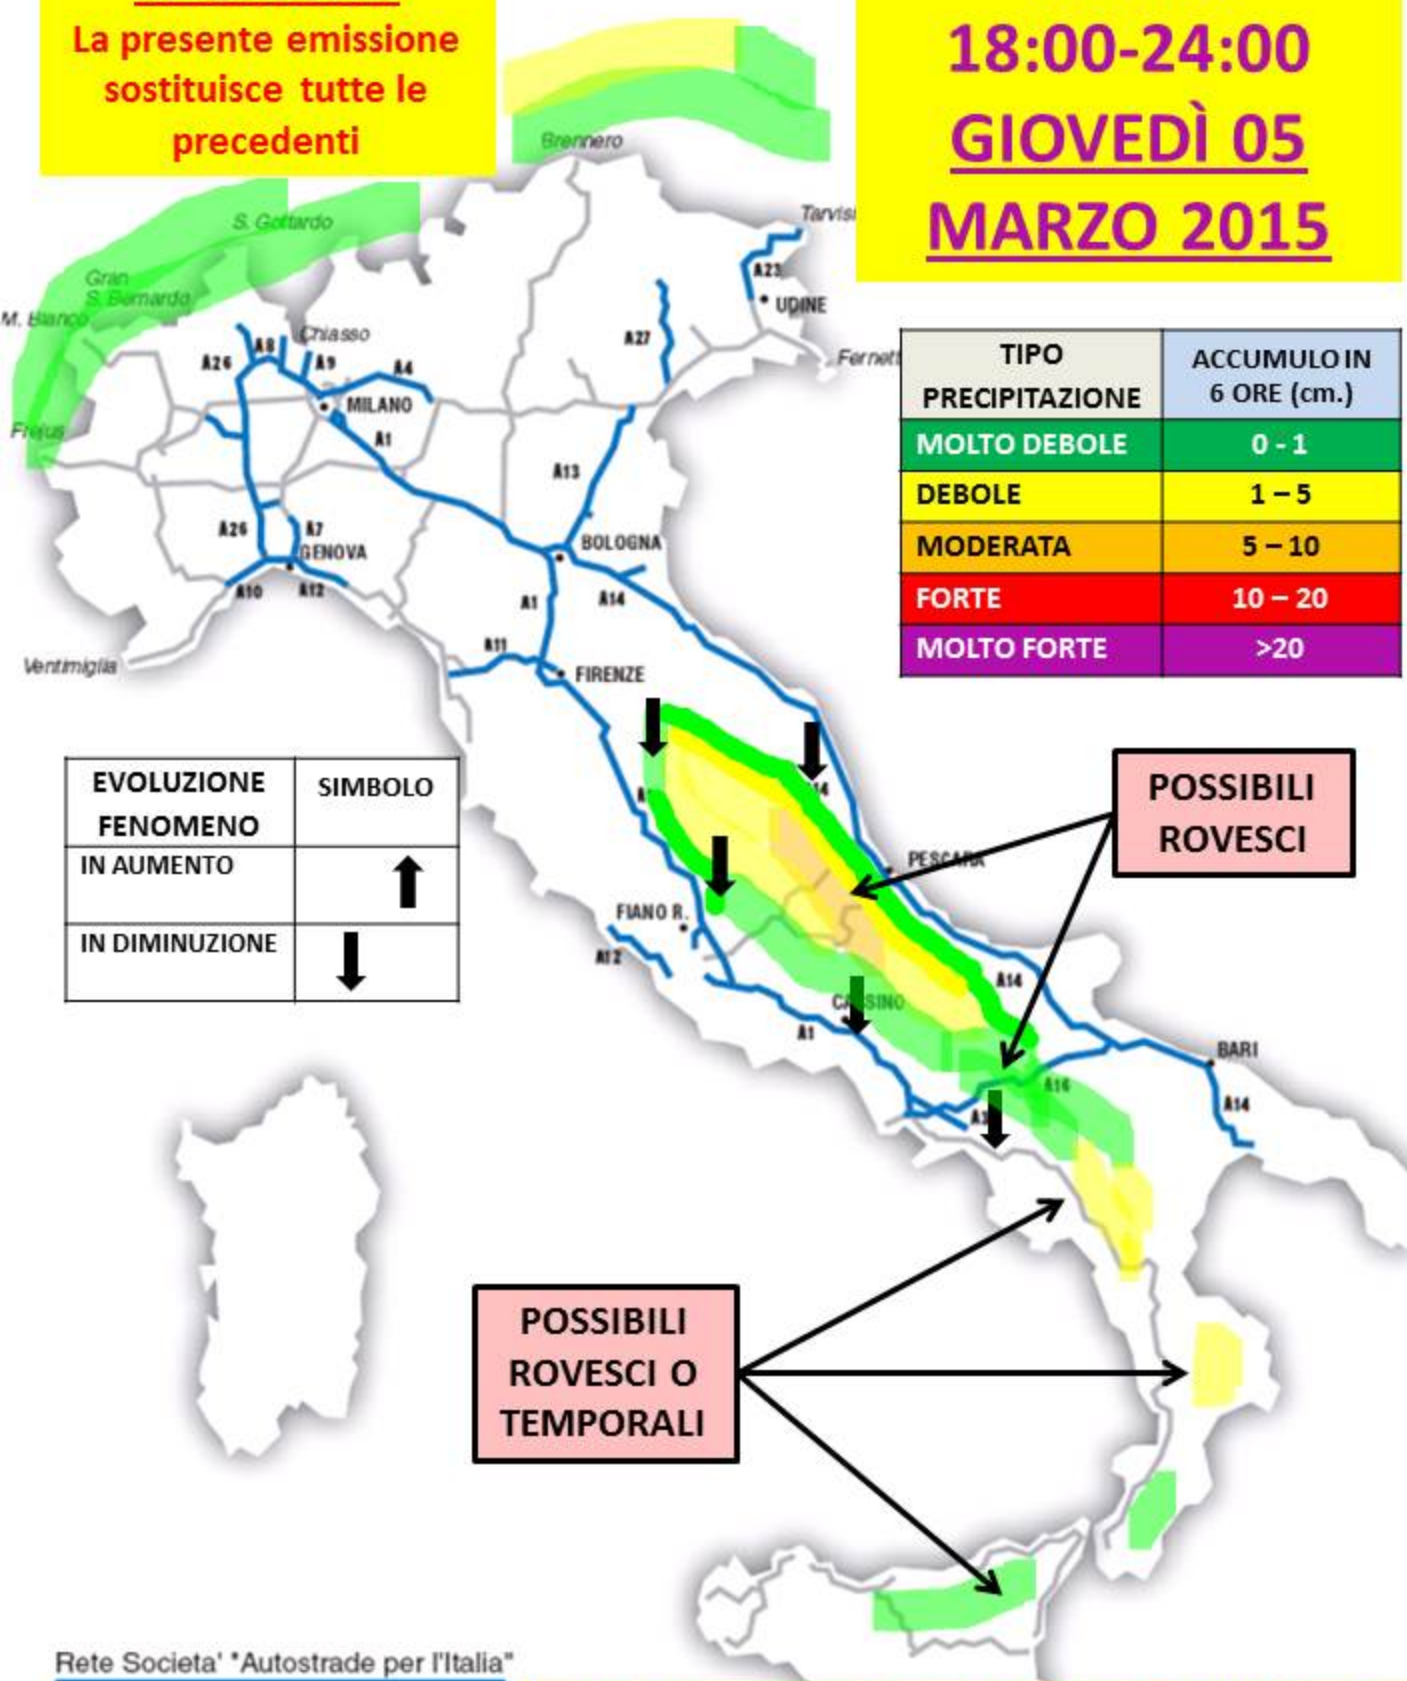 La presente emissione
sostituisce tutte le
precedenti
18:00-24:00
GIOVEDÌ 05
MARZO 2015
Brennero
S. Gottardo
Tarvisi
Gran
S. Bernardo
M. Bianco
A23
UDINE
Chiasso
A8
A9
A26
A4
A27
Fernett
MILANO
Frejus
A1
A13
A26
A7
GENOVA
BOLOGNA
A10
A12
A1
A14
A11
Ventimiglia
FIRENZE
TIPO
PRECIPITAZIONE
ACCUMULO IN
6 ORE (cm.)
MOLTO DEBOLE
0 - 1
DEBOLE
1 – 5
MODERATA
5 – 10
FORTE
10 – 20
MOLTO FORTE
>20
EVOLUZIONE
FENOMENO
SIMBOLO
IN AUMENTO
IN DIMINUZIONE
POSSIBILI
ROVESCI
PESCARA
FIANO R.
A12
A14
CASSINO
A1
BARI
A16
A14
POSSIBILI
ROVESCI O
TEMPORALI
Rete Societa' "Autostrade per l'Italia"